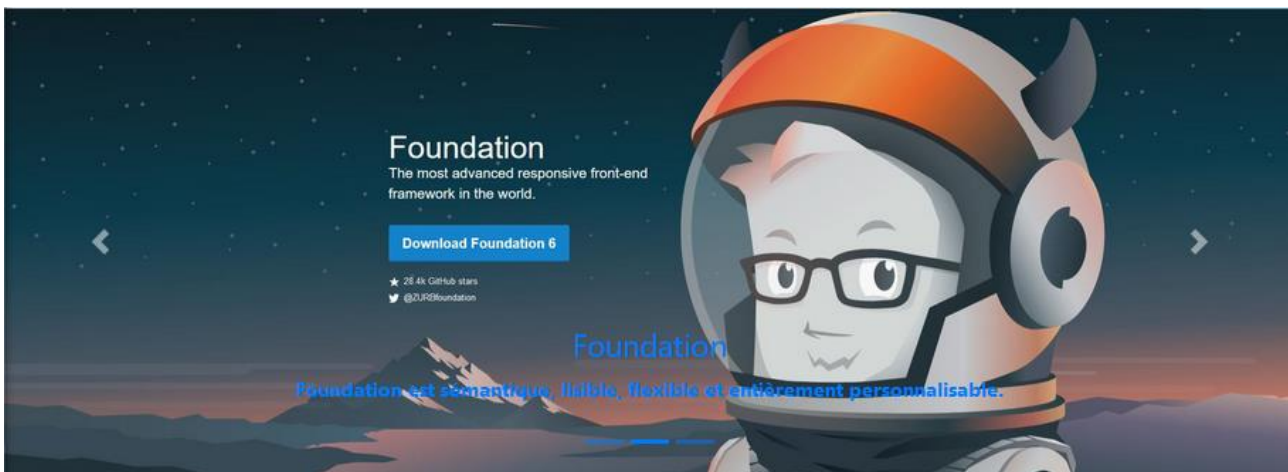 Foundation
The most advanced responsive front-end
framework in the world.
Download Foundation 6
28.4k GitHub stars
@ZURBfoundation
Foundation
Foundation est sémantique, lisible, flexible et entièrement personnalisable.